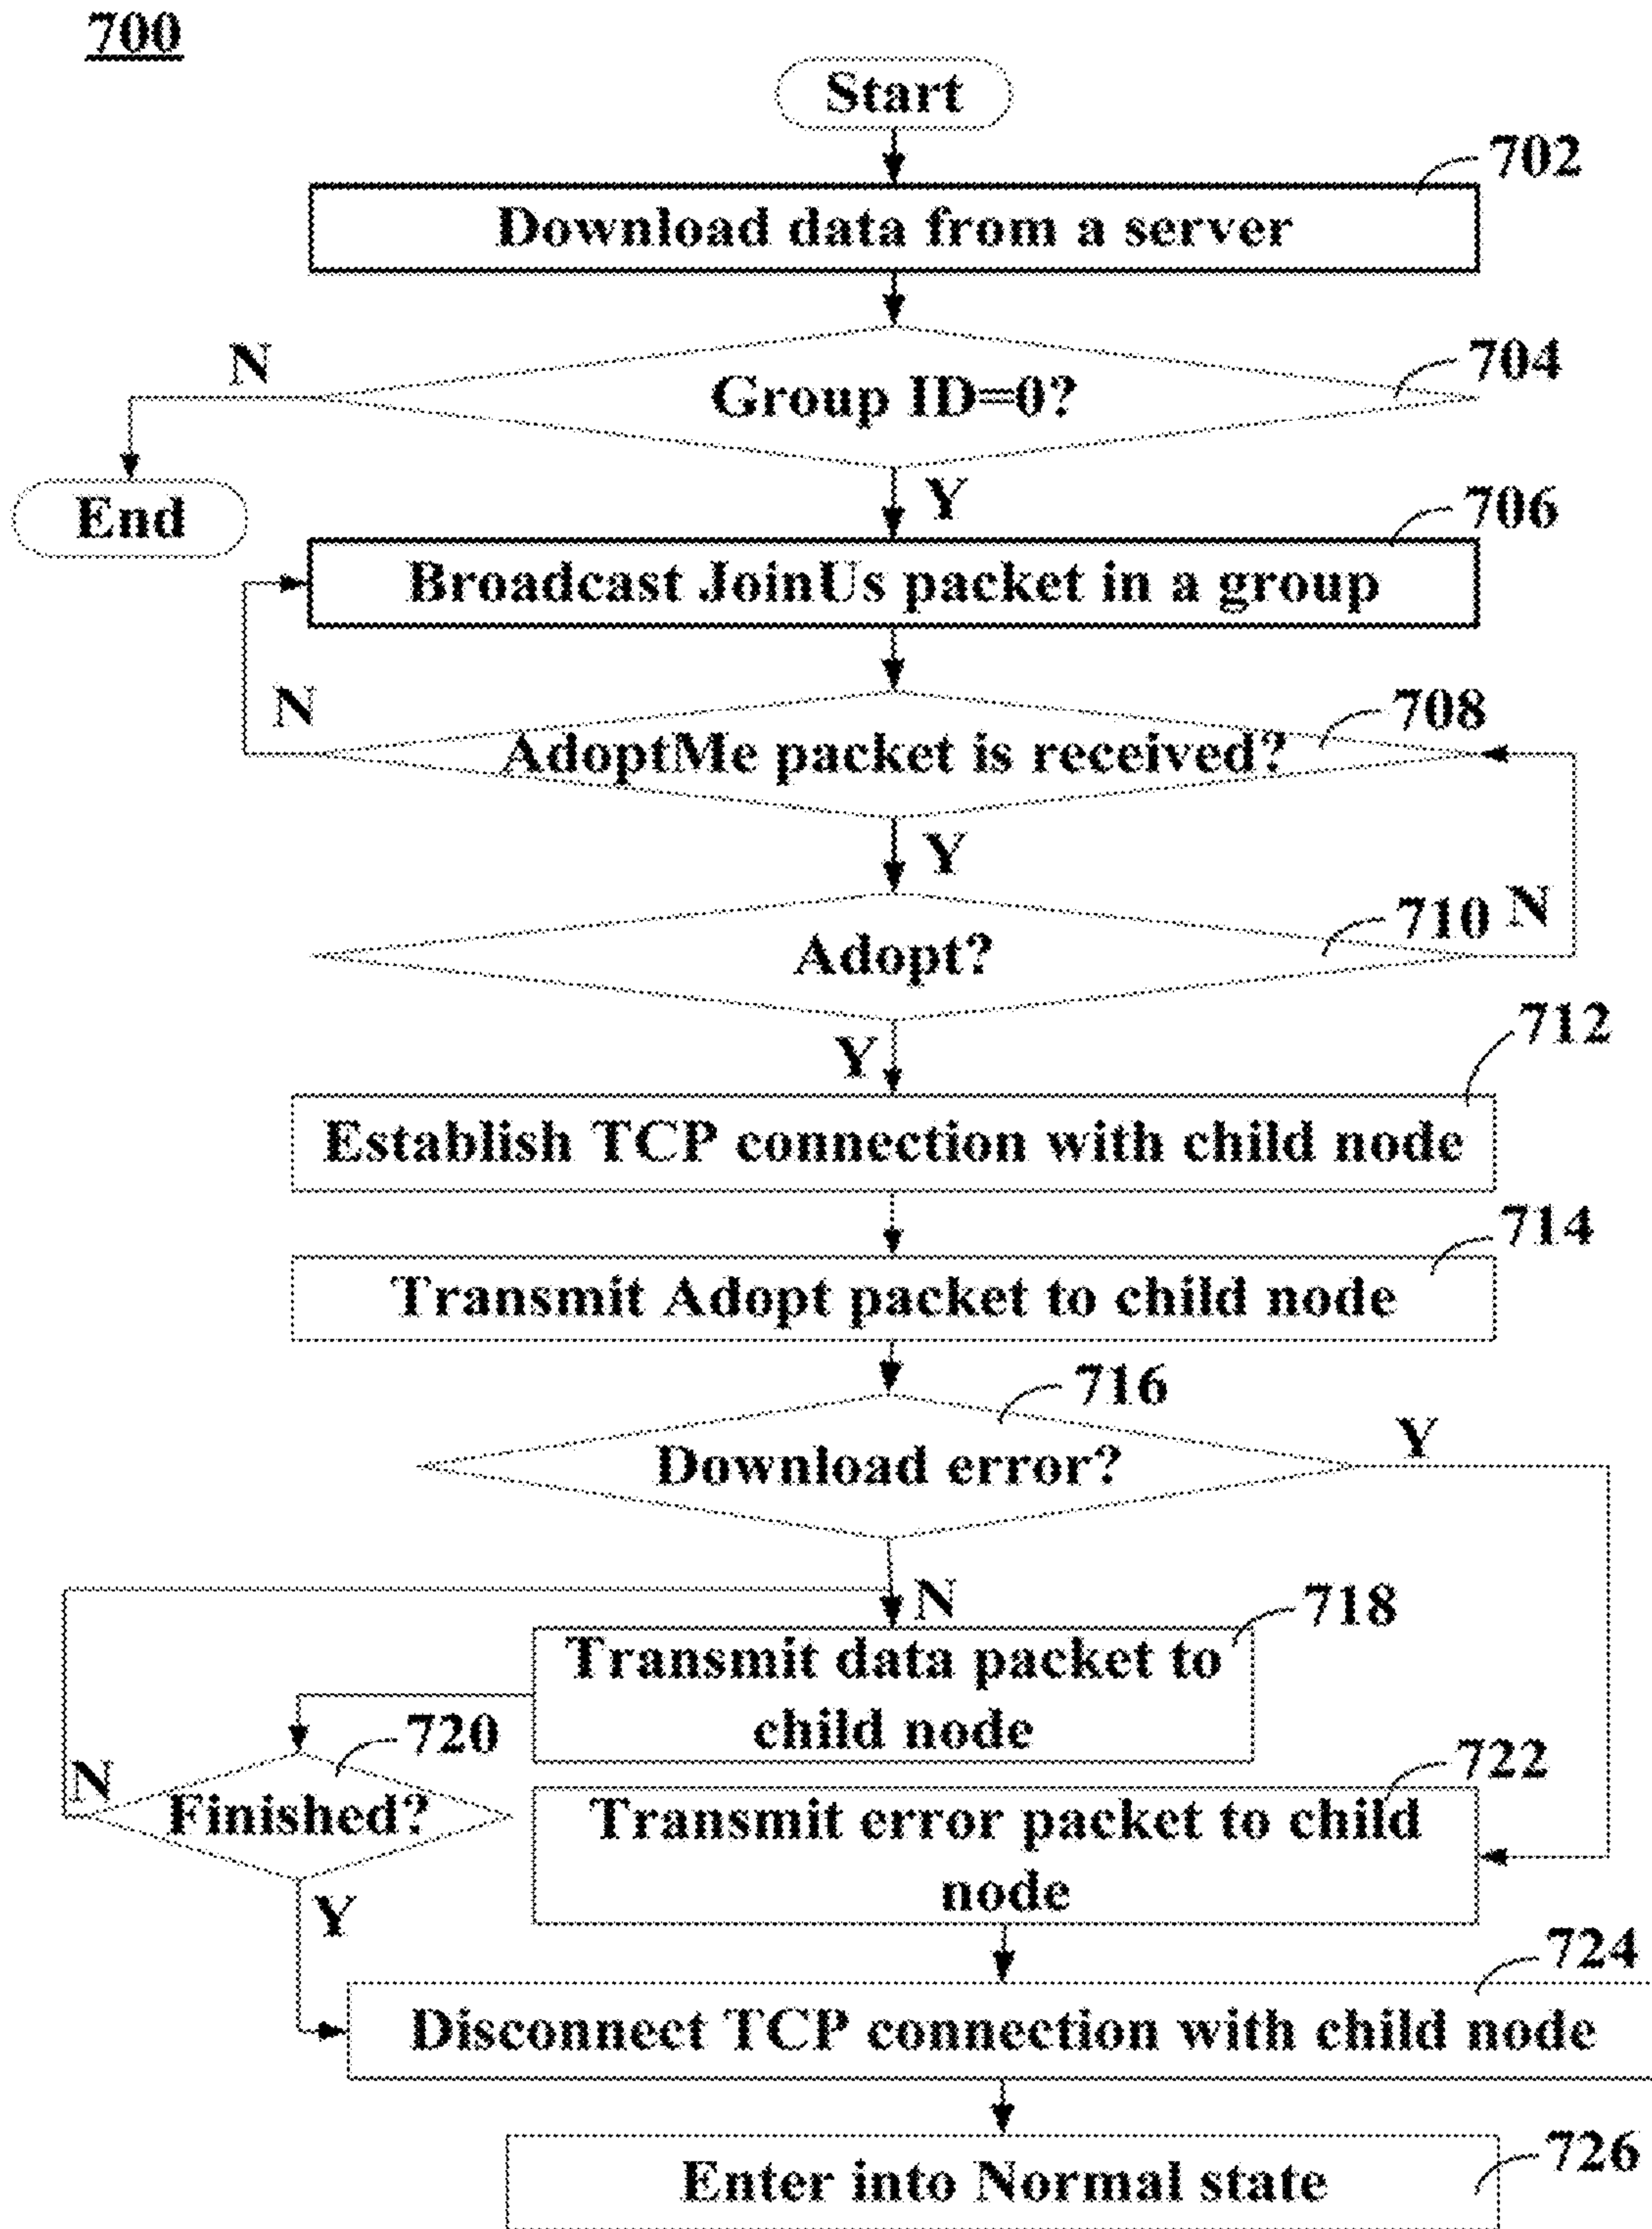 700
Start
702
Download data from a server
N
704
Group ID=0?
End
Y
706
Broadcast JoinUs packet in a group
N
708
AdoptMe packet is received?
Y
710
N
Adopt?
712
Y
Establish TCP connection with child node
714
Transmit Adopt packet to child node
716
Y
Download error?
N
718
Transmit data packet to
child node
720
N
722
Finished?
Transmit error packet to child
node
Y
724
Disconnect TCP connection with child node
726
Enter into Normal state